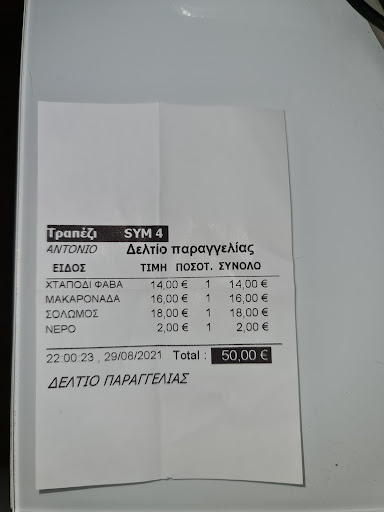 Τραπέζι SYM 4
ANTONIO Δελτίο παραγγελίας
ΕΙΔΟΣ ΤΙΜΗ ΠΟΣΟΤ. ΣΥΝΟΛΟ
ΧΤΑΠΟΔΙ ΦΑΒΑ 14,00 € 1 14,00 €
ΜΑΚΑΡΟΝΑΔΑ 16,00 € 1 16,00 €
ΣΟΛΩΜΟΣ 18,00 € 1 18,00 €
ΝΕΡΟ 2,00 € 1 2,00 €
22:00:23 , 29/08/2021 Total : 50,00 €
ΔΕΛΤΙΟ ΠΑΡΑΓΓΕΛΙΑΣ